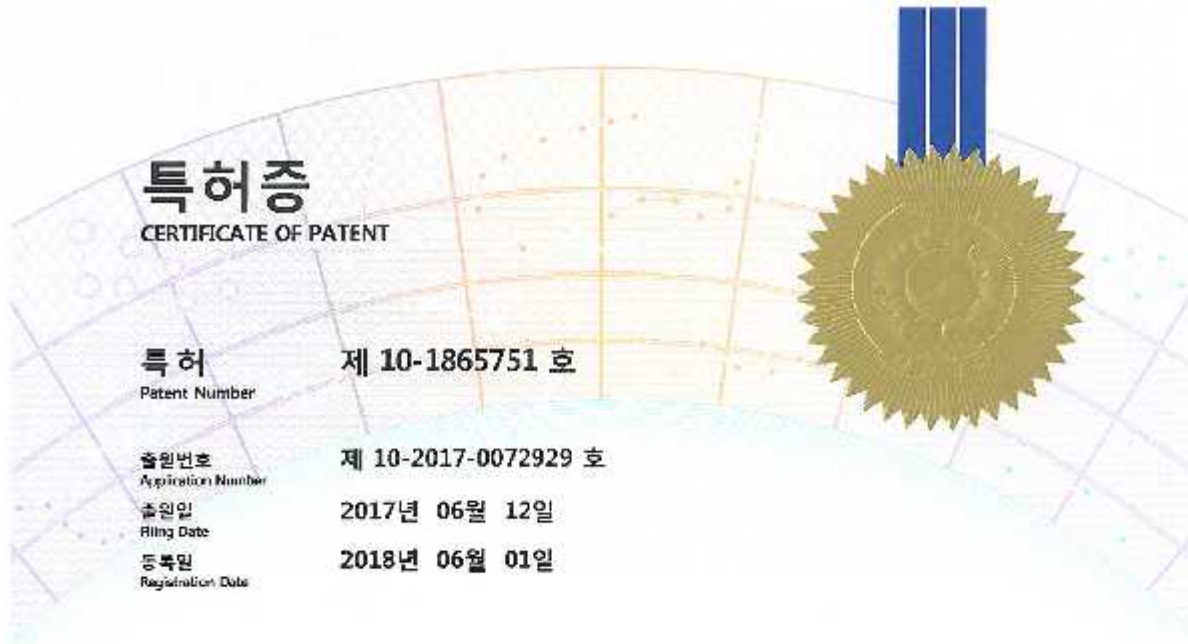 특허증
CERTIFICATE OF PATENT
특 허 제 10-1865751 호
Patent Number
출원번호 제 10-2017-0072929 호
Application Number
출원일 2017년 06월 12일
Filing Date
등록일 2018년 06월 01일
Registration Date